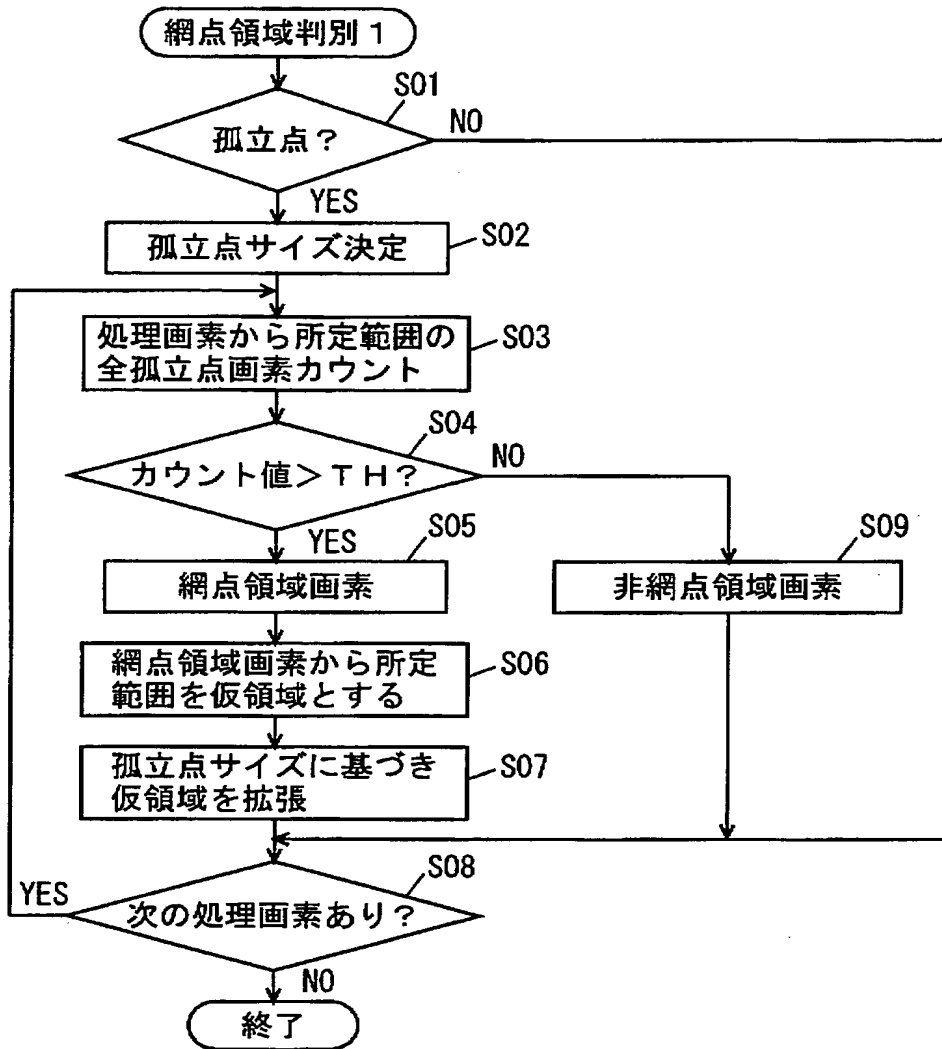 網点領域判別1
S01
孤立点?
NO
YES
孤立点サイズ決定
S02
処理画素から所定範囲の
全孤立点画素カウント
S03
S04
カウント値>TH?
NO
YES
S05
網点領域画素
S09
非網点領域画素
網点領域画素から所定
範囲を仮領域とする
S06
孤立点サイズに基づき
仮領域を拡張
S07
S08
YES
次の処理画素あり?
NO
終了